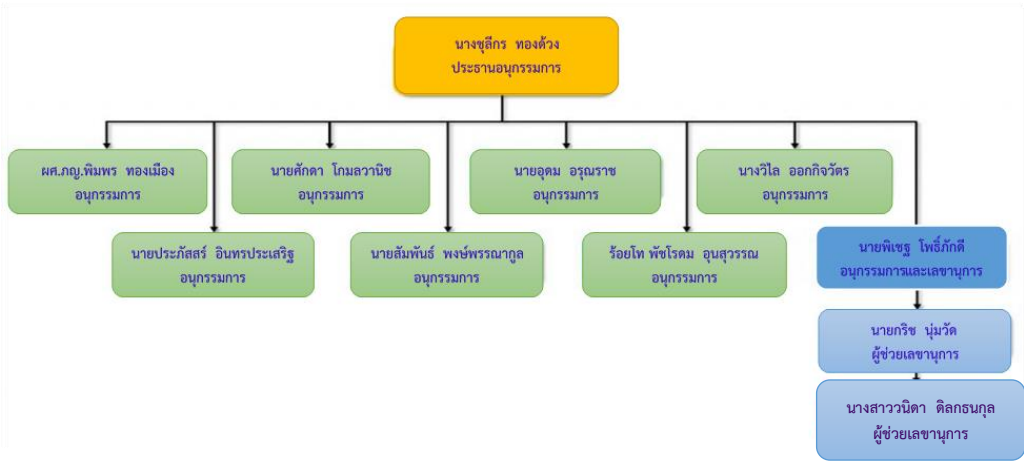 นางชุลีกร ทองด้วง
ประธานอนุกรรมการ
ผศ.ภญ.พิมพร ทองเมือง
อนุกรรมการ
นายศักดา โกมลวานิช
อนุกรรมการ
นายอุดม อรุณราช
อนุกรรมการ
นางวิไล ออกกิจวัตร
อนุกรรมการ
นายประภัสสร์ อินทรประเสริฐ
อนุกรรมการ
นายสัมพันธ์ พงษ์พรรณากูล
อนุกรรมการ
ร้อยโท พัชโรดม อุนสุวรรณ
อนุกรรมการ
นายพิเชฐ โพธิ์ภักดี
อนุกรรมการและเลขานุการ
นายกริช นุ่มวัด
ผู้ช่วยเลขานุการ
นางสาววนิดา ดิลกธนกุล
ผู้ช่วยเลขานุการ